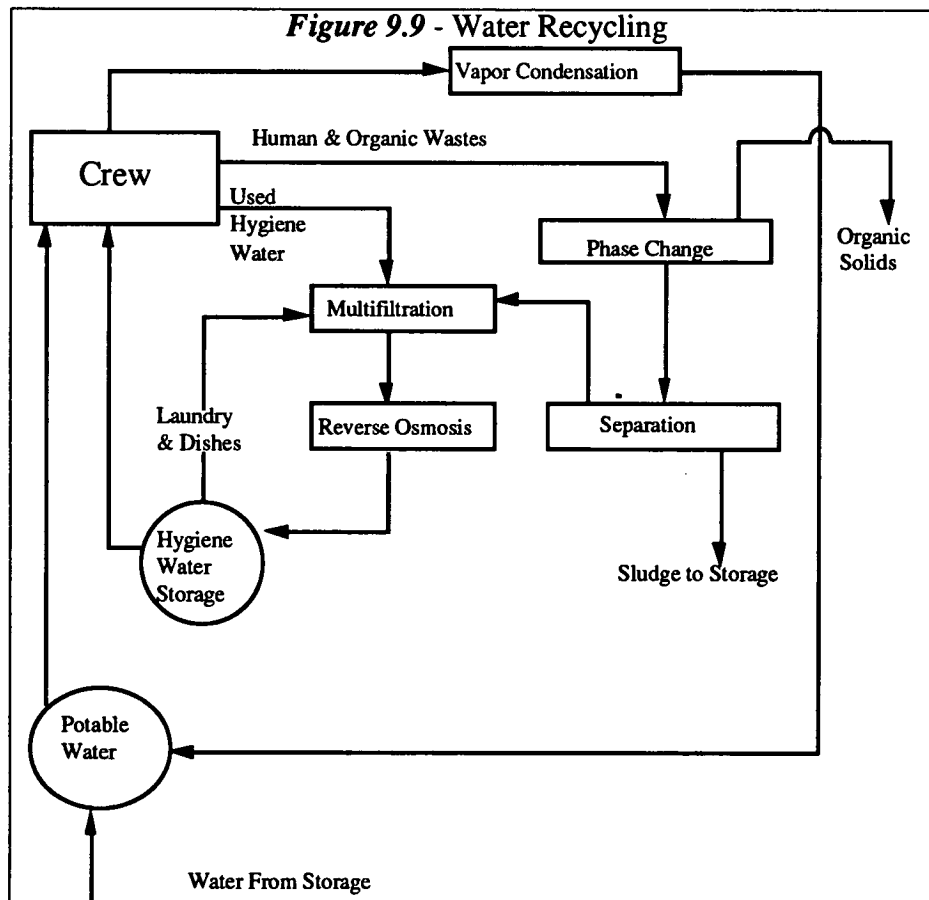 Figure 9.9 - Water Recycling
Vapor Condensation
Human & Organic Wastes
Crew
Used
Hygiene
Water
Phase Change
Organic
Solids
Multifiltration
Laundry
& Dishes
Reverse Osmosis
Separation
Hygiene
Water
Storage
Sludge to Storage
Potable
Water
Water From Storage